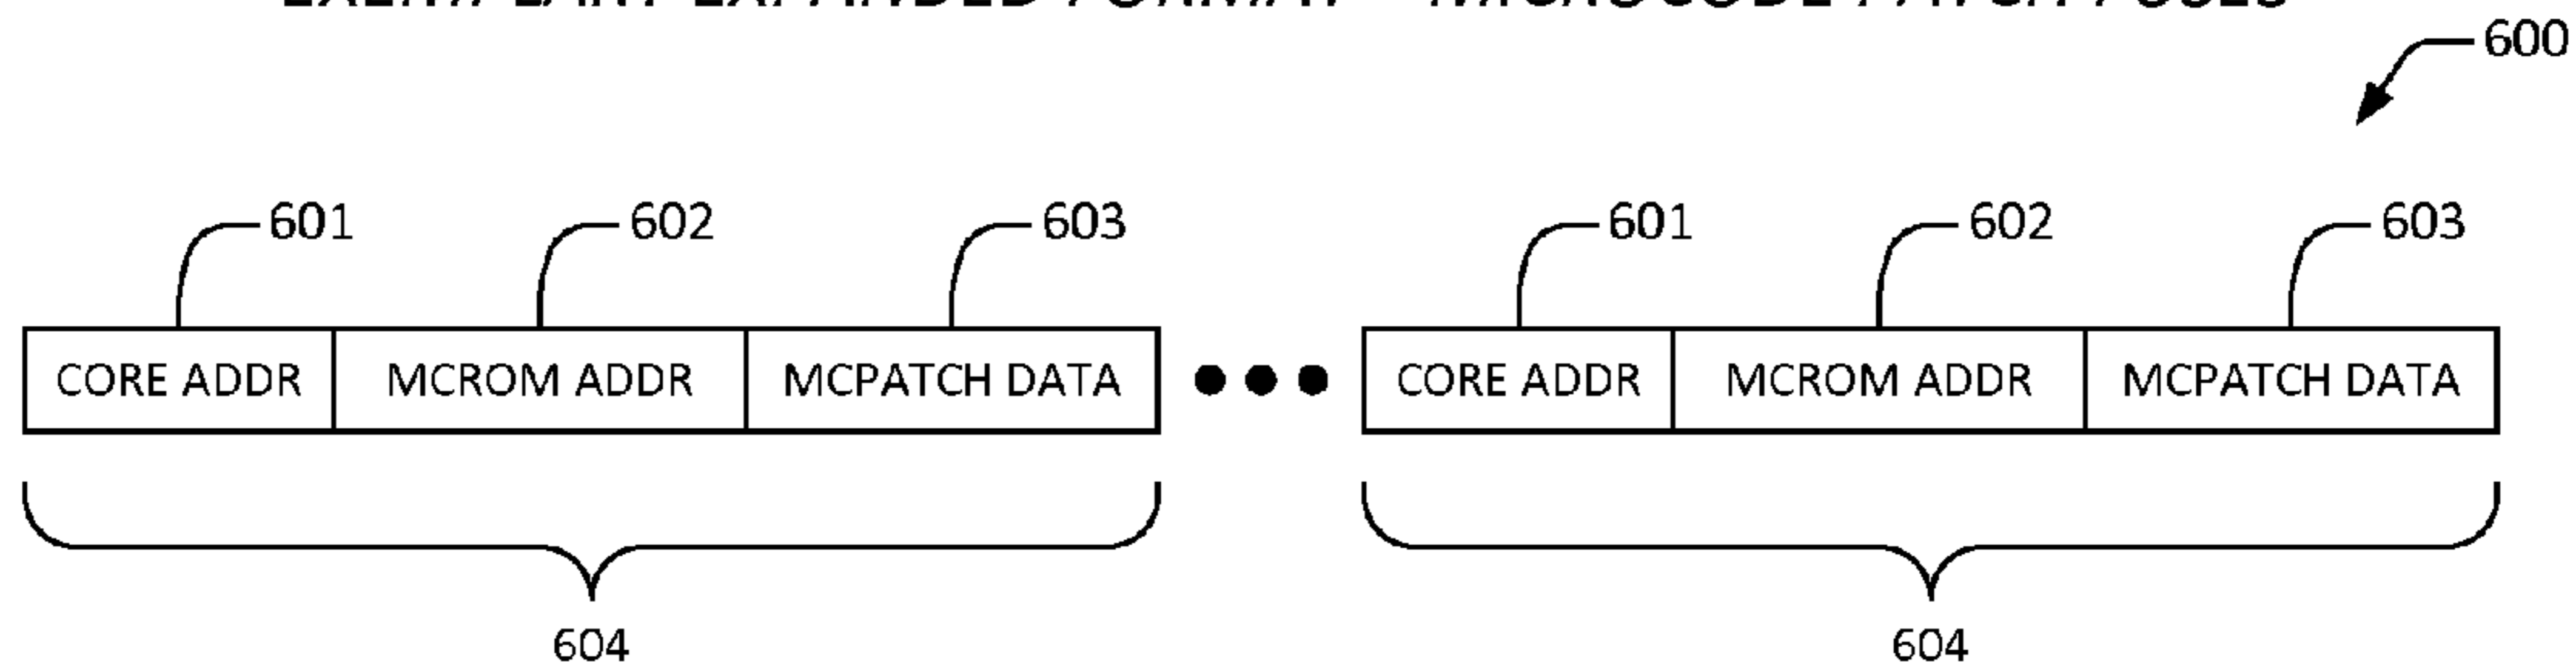 600
601 602 603 601 602 603
CORE ADDR MCROM ADDR MCPATCH DATA CORE ADDR MCROM ADDR MCPATCH DATA
604 604